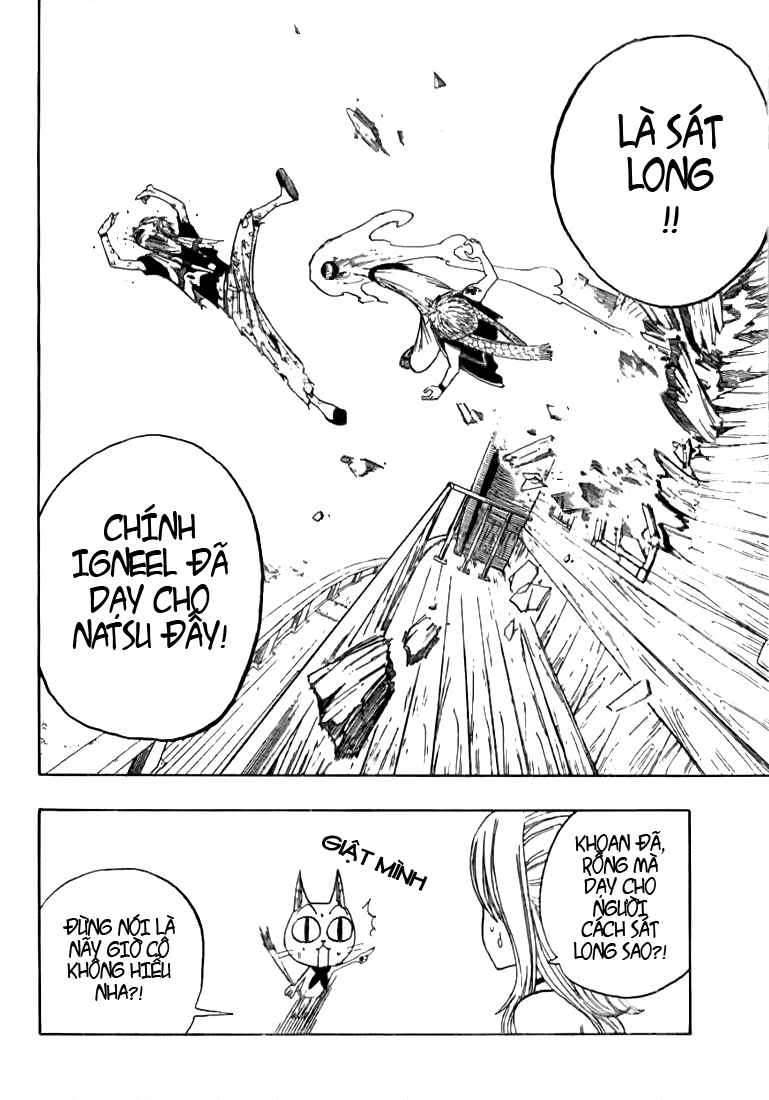 LÀ SÁT
LONG
!!
CHÍNH
IGNEEL ĐÃ
DẠY CHO
NATSU ĐẤY!
KHOAN ĐÃ,
RỒNG MÀ
DẠY CHO
NGƯỜI
CÁCH SÁT
LONG SAO?!
GIẬT MÌNH
ĐỪNG NÓI LÀ
NÃY GIỜ CÔ
KHÔNG HIỂU
NHA?!